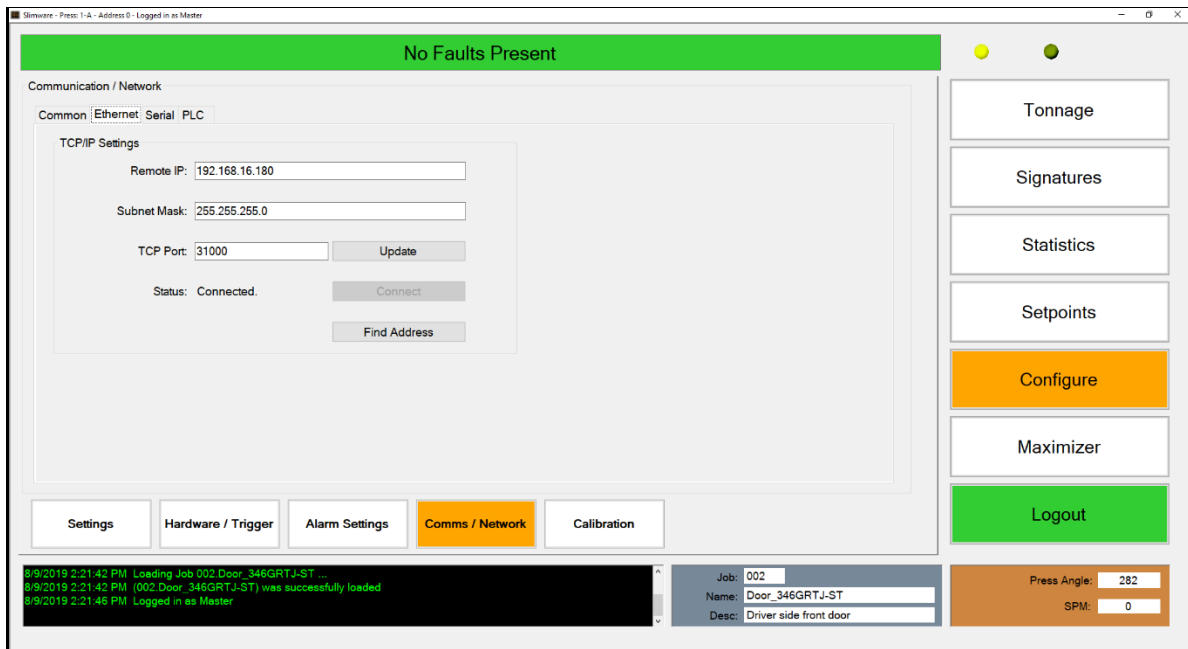 Slimware - Press: 1-A - Address 0 - Logged in as Master
No Faults Present
Communication / Network
Common Ethernet Serial PLC
TCP/IP Settings
Remote IP: 192.168.16.180
Subnet Mask: 255.255.255.0
TCP Port: 31000 Update
Status: Connected. Connect
Find Address
Tonnage
Signatures
Statistics
Setpoints
Configure
Maximizer
Logout
Settings Hardware / Trigger Alarm Settings Comms / Network Calibration
8/9/2019 2:21:42 PM Loading Job 002.Door_346GRTJ-ST ...
8/9/2019 2:21:42 PM (002.Door_346GRTJ-ST) was successfully loaded
8/9/2019 2:21:46 PM Logged in as Master
Job: 002
Name: Door_346GRTJ-ST
Desc: Driver side front door
Press Angle: 282
SPM: 0